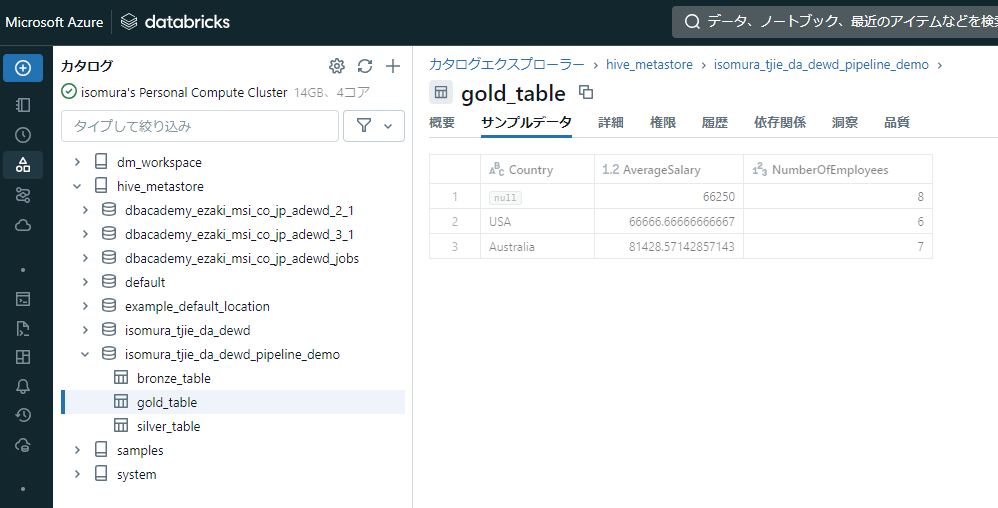 Microsoft Azure databricks
データ、ノートブック、最近のアイテムなどを検索
カタログ
isomura's Personal Compute Cluster 14GB、4コア
タイプして絞り込み
dm_workspace
hive_metastore
dbacademy_ezaki_msi_co_jp_adewd_2_1
dbacademy_ezaki_msi_co_jp_adewd_3_1
dbacademy_ezaki_msi_co_jp_adewd_jobs
default
example_default_location
isomura_tjie_da_dewd
isomura_tjie_da_dewd_pipeline_demo
bronze_table
gold_table
silver_table
samples
system
カタログエクスプローラー > hive_metastore > isomura_tjie_da_dewd_pipeline_demo >
gold_table
概要 サンプルデータ 詳細 権限 履歴 依存関係 洞察 品質
ABC Country 1.2 AverageSalary 123 NumberOfEmployees
1 null 66250 8
2 USA 66666.66666666667 6
3 Australia 81428.57142857143 7